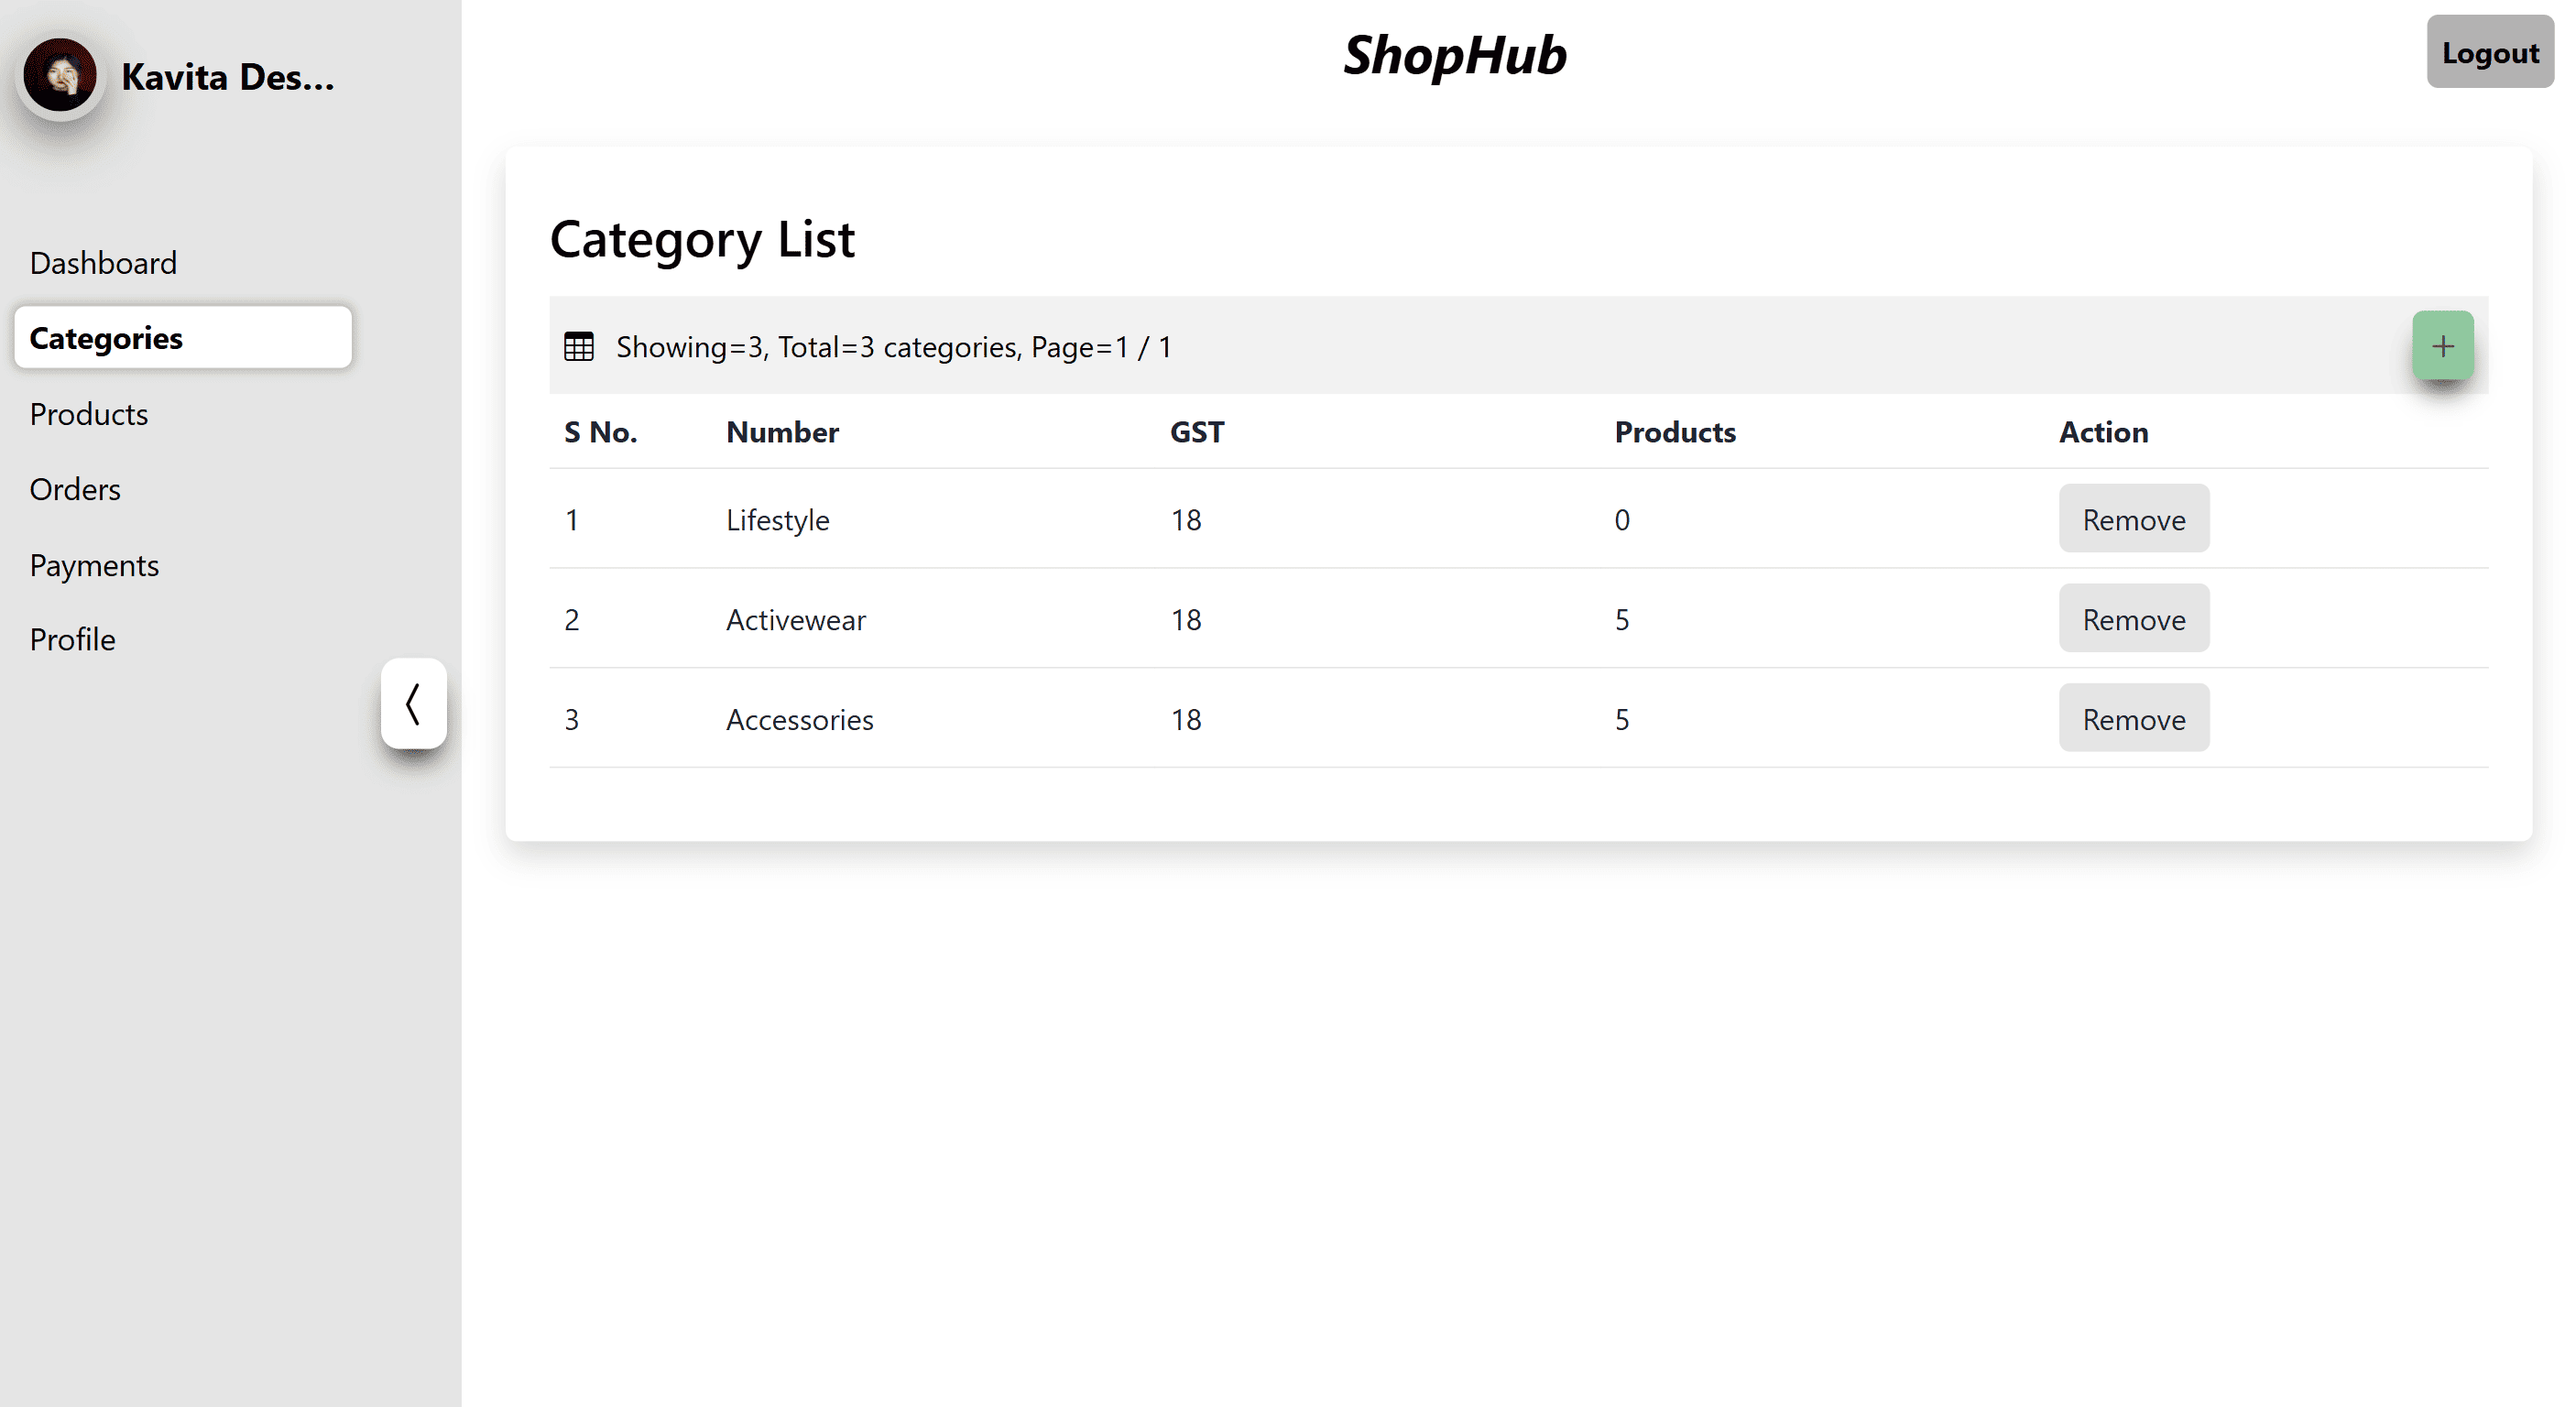 Kavita Des...
ShopHub
Logout
Dashboard
Categories
Products
Orders
Payments
Profile
Category List
Showing=3, Total=3 categories, Page=1 / 1
+
S No. Number GST Products Action
1 Lifestyle 18 0 Remove
2 Activewear 18 5 Remove
3 Accessories 18 5 Remove